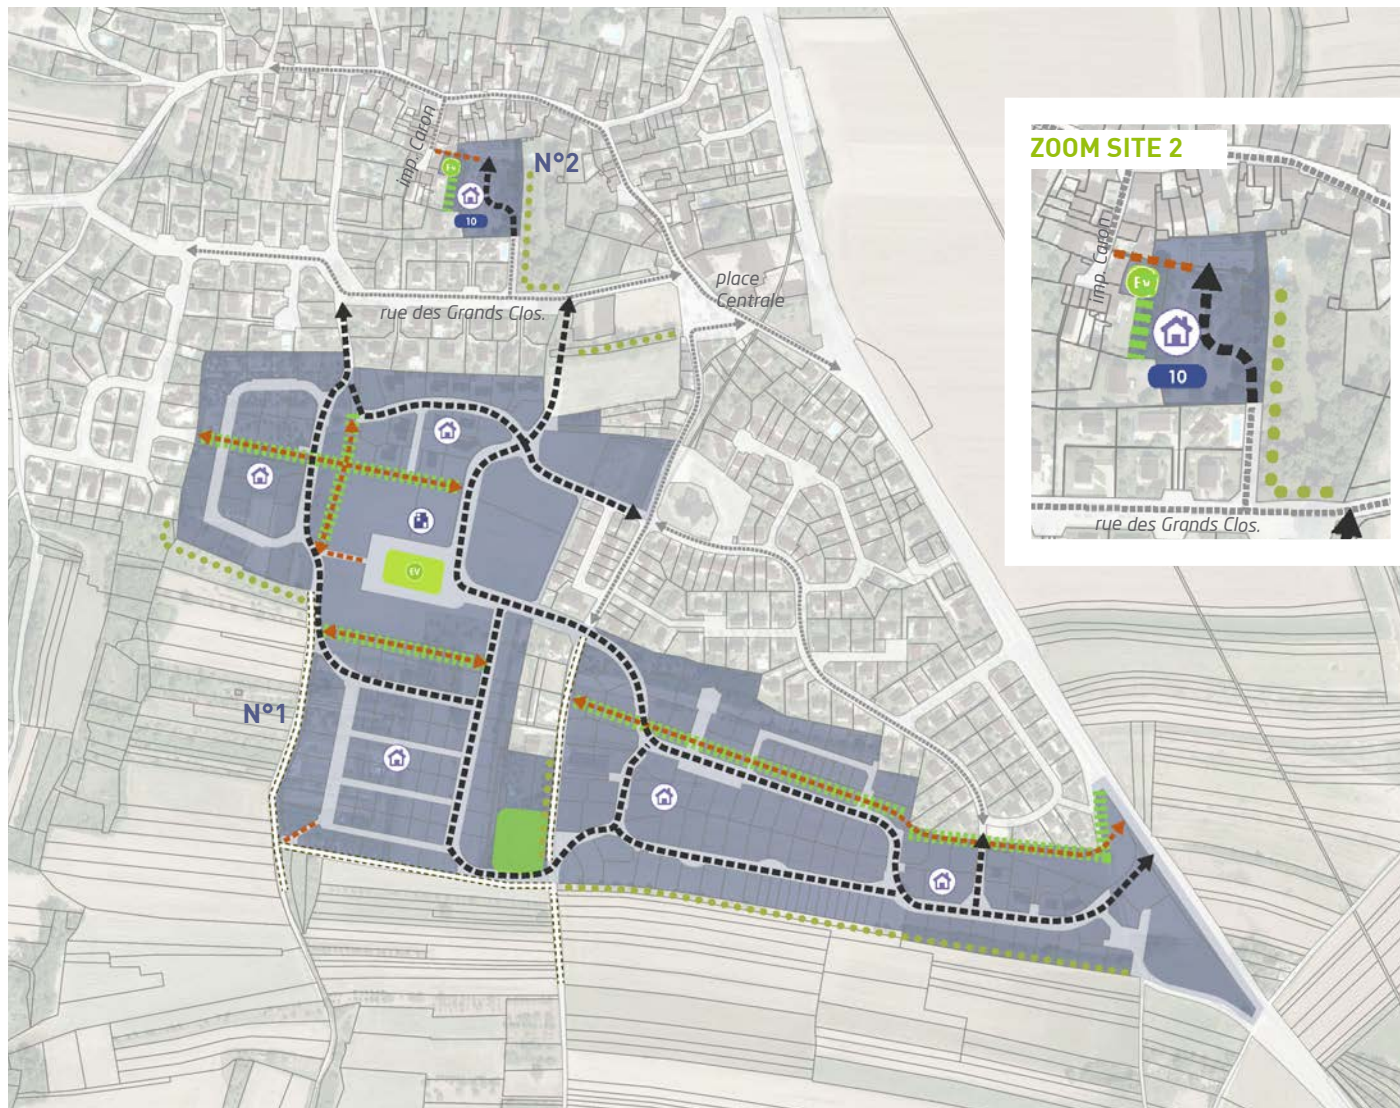 imp. Caron
N°2
10
place
Centrale
rue des Grands Clos.
EV
N°1
ZOOM SITE 2
imp. Caron
10
rue des Grands Clos.